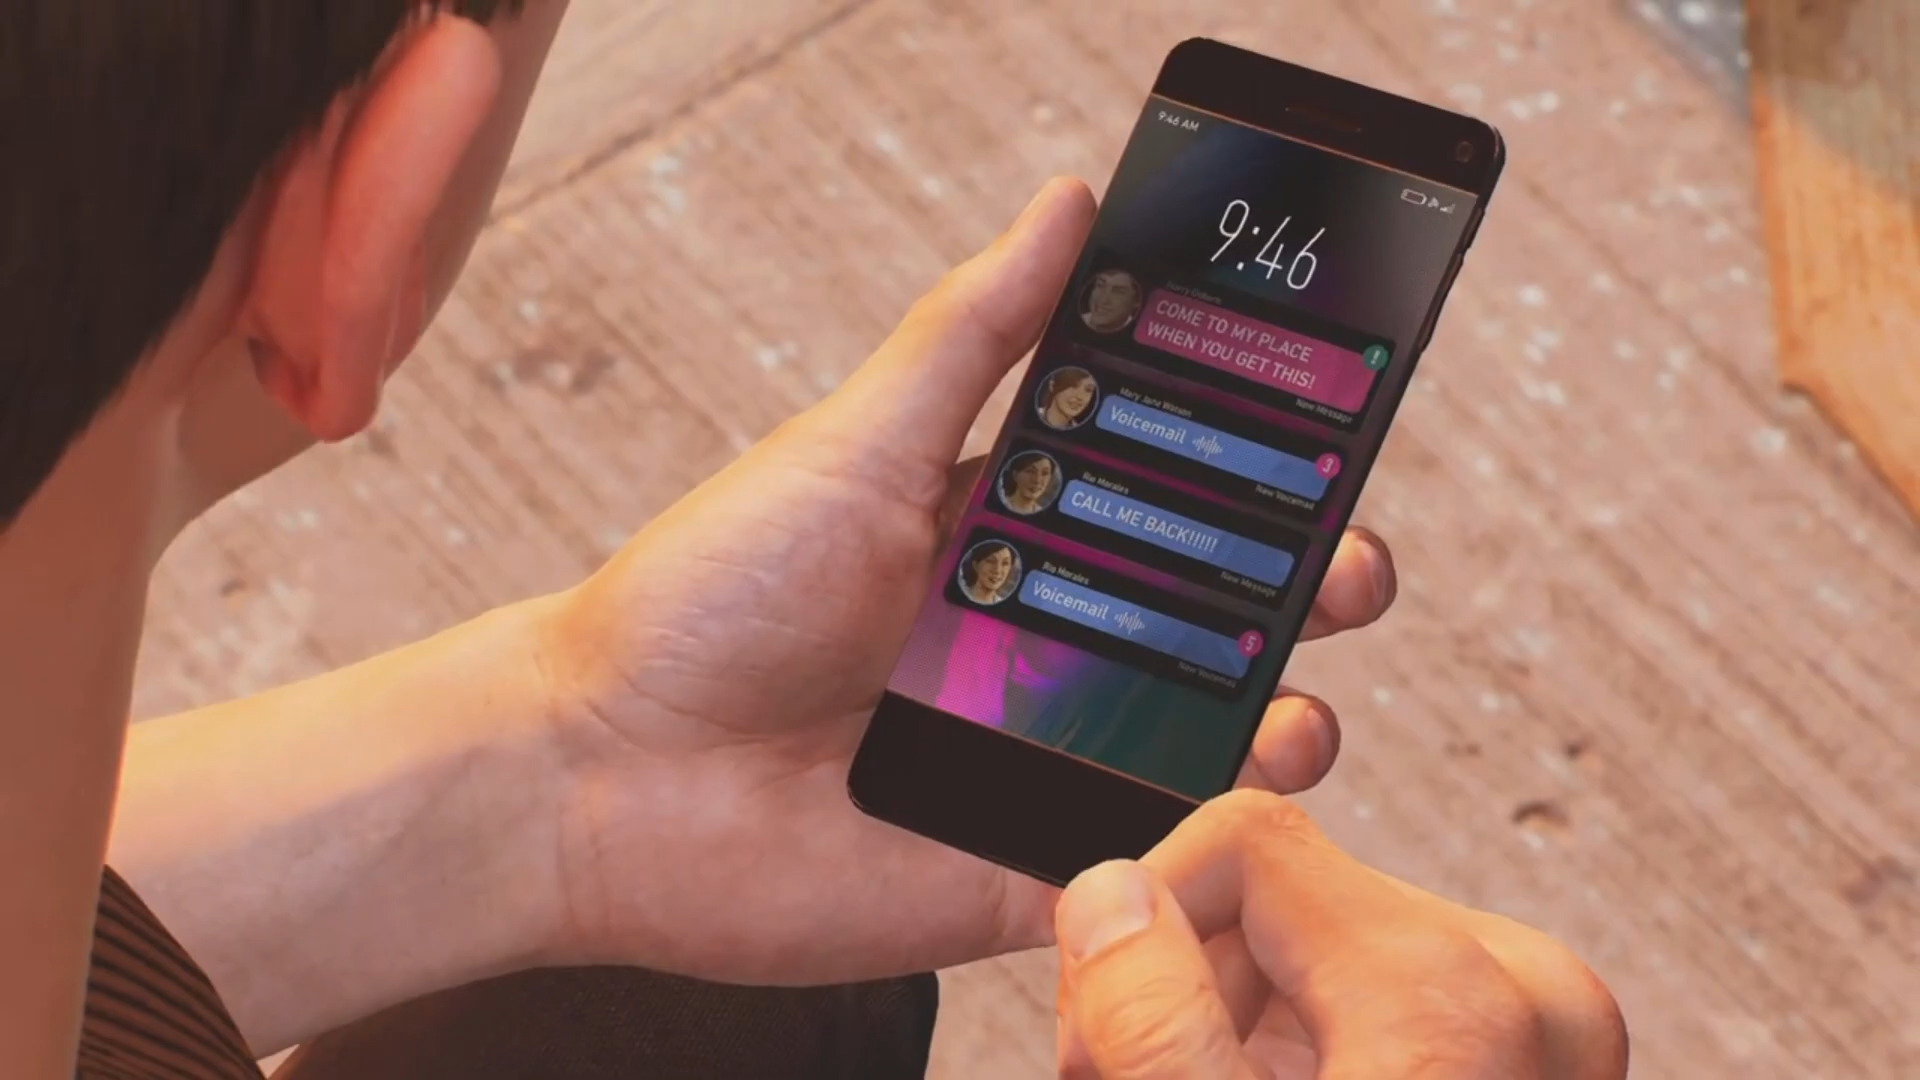 9:46 AM
9:46
Harry Osborn
COME TO MY PLACE
WHEN YOU GET THIS!
!
New Message
Mary Jane Watson
Voicemail
3
New Voicemail
Rio Morales
CALL ME BACK!!!!!
New Message
Rio Morales
Voicemail
5
New Voicemail